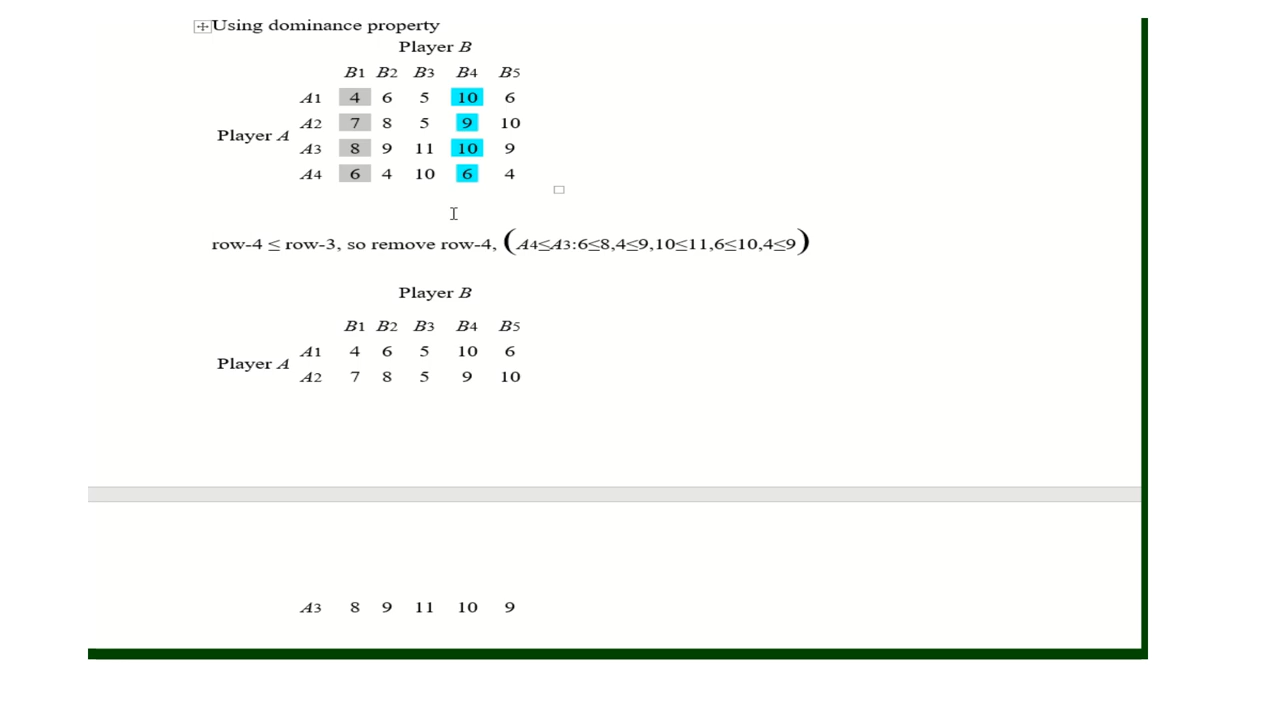 Using dominance property
Player B
B1 B2 B3 B4 B5
A1 4 6 5 10 6
A2 7 8 5 9 10
Player A
A3 8 9 11 10 9
A4 6 4 10 6 4
row-4 ≤ row-3, so remove row-4, (A4≤A3:6≤8,4≤9,10≤11,6≤10,4≤9)
Player B
B1 B2 B3 B4 B5
A1 4 6 5 10 6
Player A
A2 7 8 5 9 10
A3 8 9 11 10 9